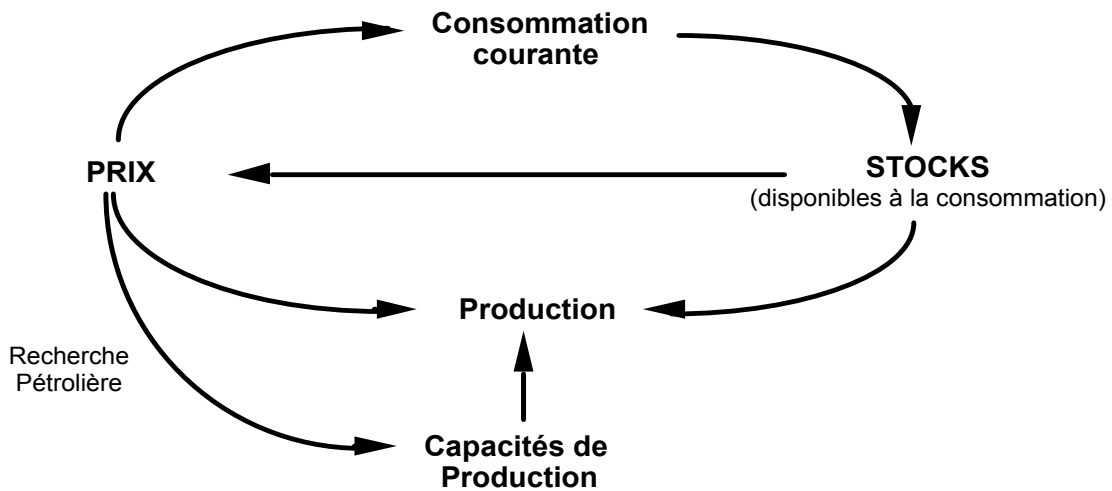 Consommation
courante
PRIX
STOCKS
(disponibles à la consommation)
Production
Recherche
Pétrolière
Capacités de
Production